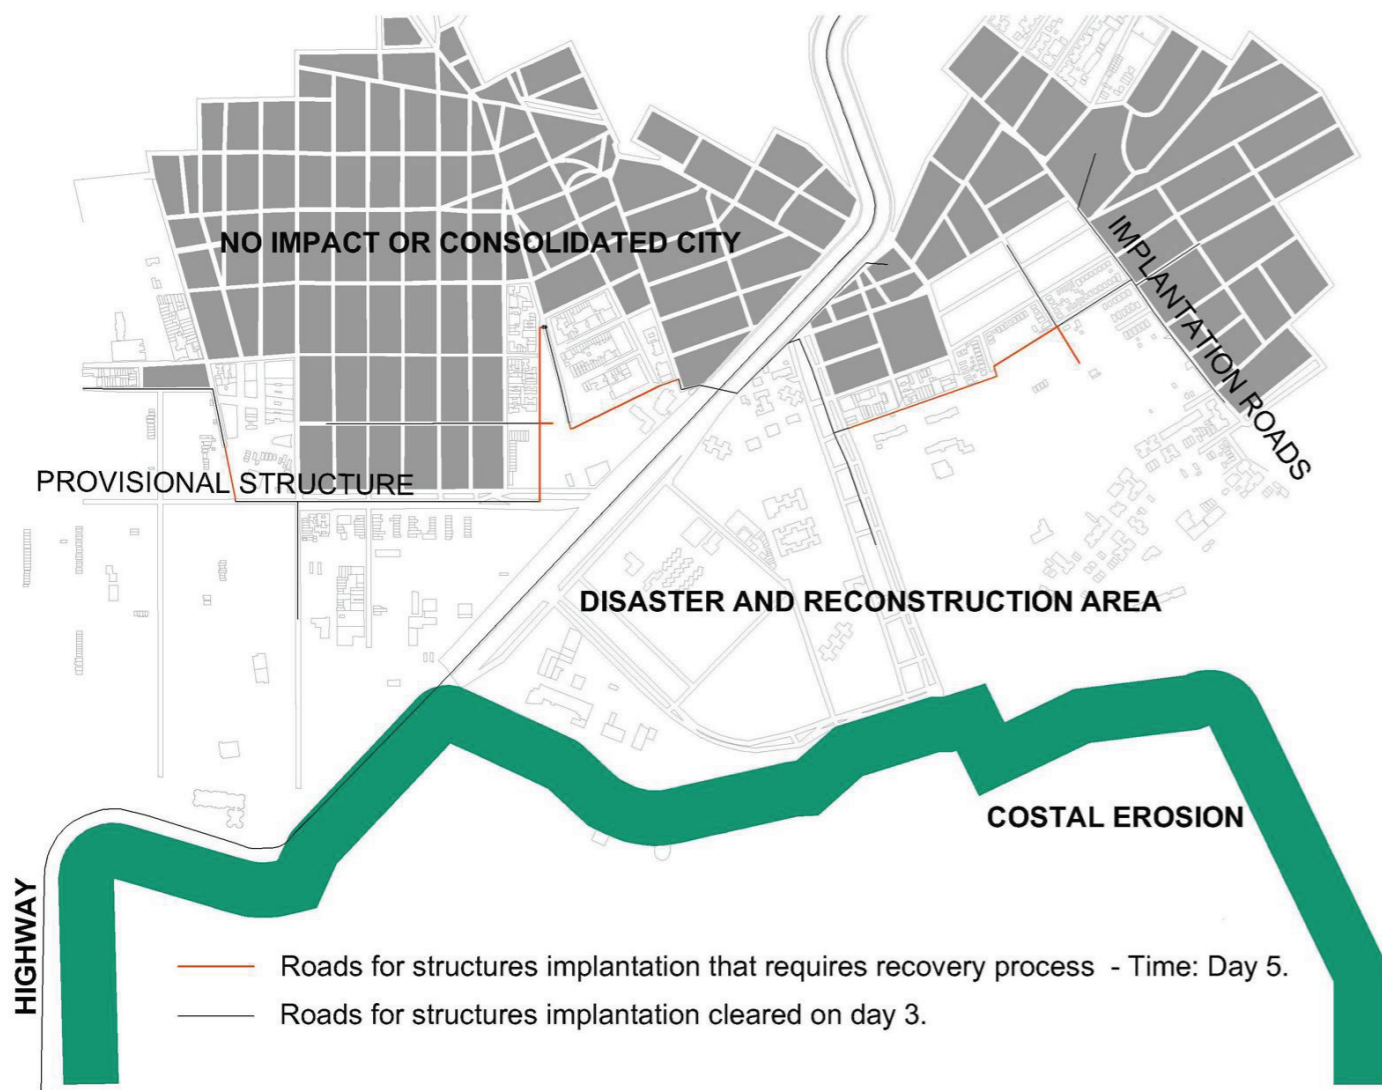 NO IMPACT OR CONSOLIDATED CITY
IMPLANTATION ROADS
PROVISIONAL STRUCTURE
DISASTER AND RECONSTRUCTION AREA
COSTAL EROSION
HIGHWAY
Roads for structures implantation that requires recovery process - Time: Day 5.
Roads for structures implantation cleared on day 3.